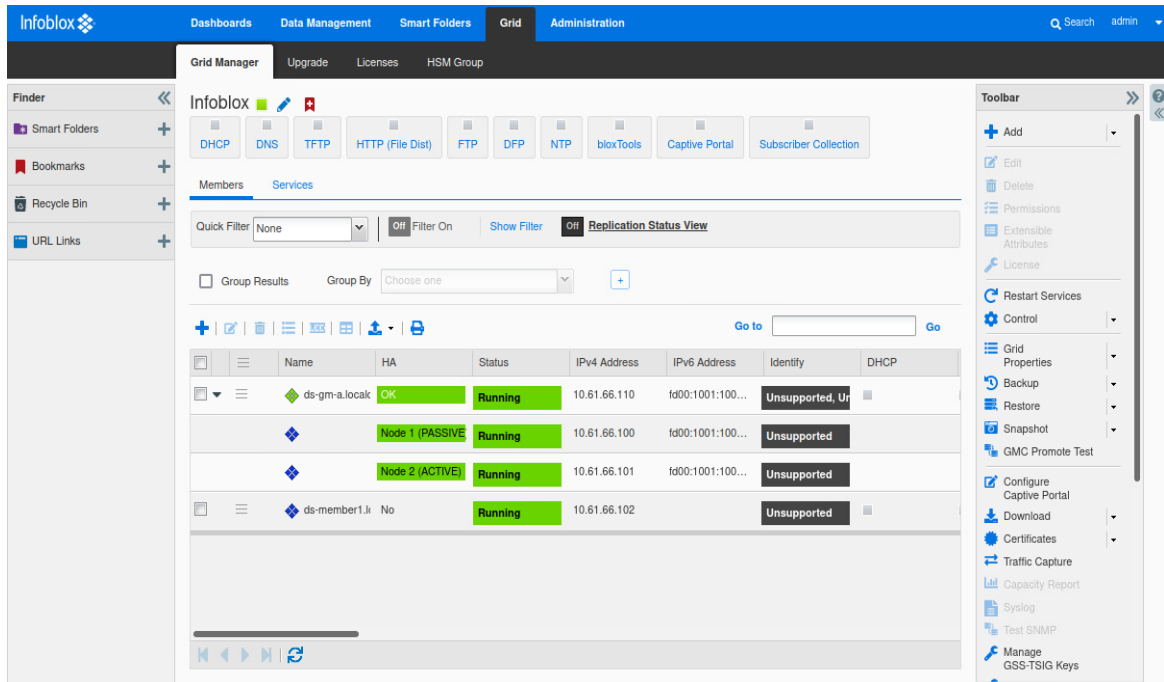 Infoblox
Dashboards Data Management Smart Folders Grid Administration
Search admin
Grid Manager Upgrade Licenses HSM Group
Finder
Smart Folders
Bookmarks
Recycle Bin
URL Links
Infoblox
DHCP DNS TFTP HTTP (File Dist) FTP DFP NTP bloxTools Captive Portal Subscriber Collection
Members Services
Quick Filter None Off Filter On Show Filter Off Replication Status View
Group Results Group By Choose one +
Go to Go
Name HA Status IPv4 Address IPv6 Address Identify DHCP
ds-gm-a.localc OK Running 10.61.66.110 fd00:1001:100... Unsupported, Ur
Node 1 (PASSIVE Running 10.61.66.100 fd00:1001:100... Unsupported
Node 2 (ACTIVE) Running 10.61.66.101 fd00:1001:100... Unsupported
ds-member1.l No Running 10.61.66.102 Unsupported
Toolbar
Add
Edit
Delete
Permissions
Extensible
Attributes
License
Restart Services
Control
Grid
Properties
Backup
Restore
Snapshot
GMC Promote Test
Configure
Captive Portal
Download
Certificates
Traffic Capture
Capacity Report
Syslog
Test SNMP
Manage
GSS-TSIG Keys